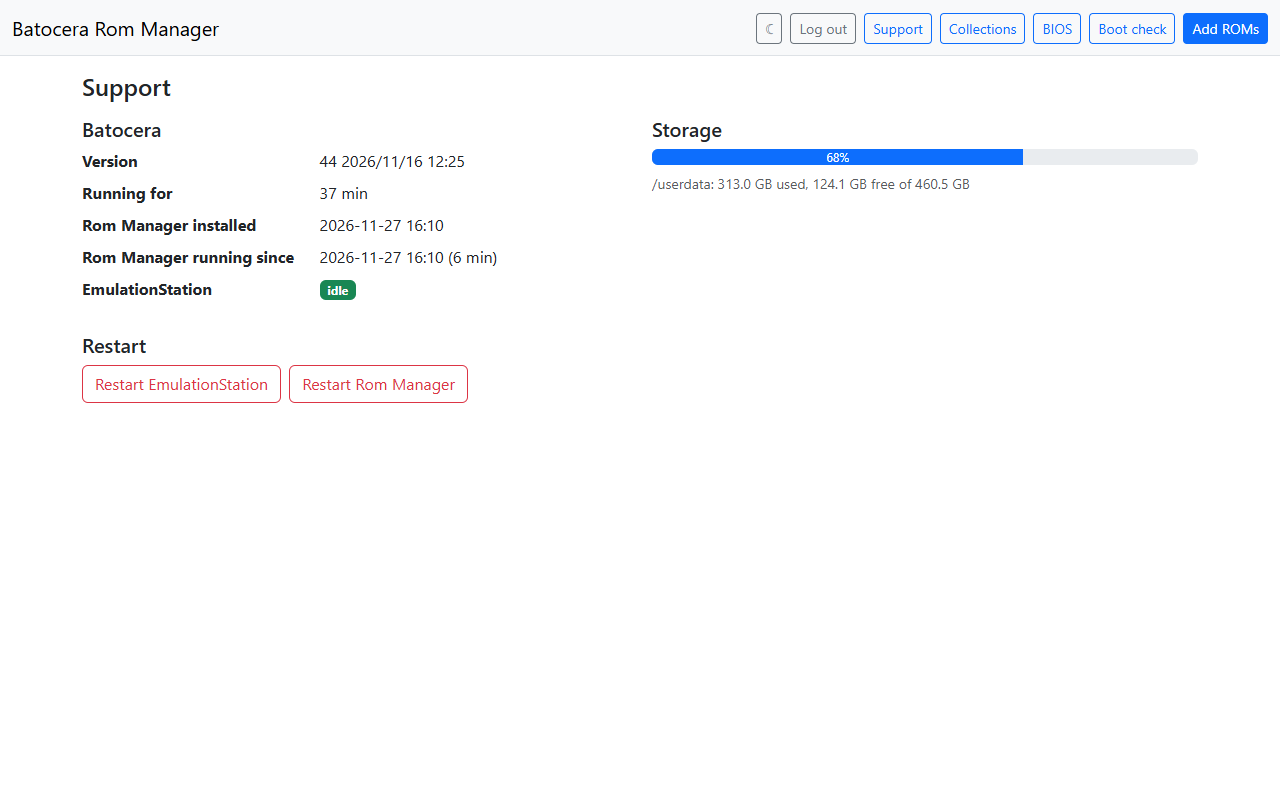 Batocera Rom Manager
☾ Log out Support Collections BIOS Boot check Add ROMs
Support
Batocera
Version 44 2026/11/16 12:25
Running for 37 min
Rom Manager installed 2026-11-27 16:10
Rom Manager running since 2026-11-27 16:10 (6 min)
EmulationStation idle
Storage
68%
/userdata: 313.0 GB used, 124.1 GB free of 460.5 GB
Restart
Restart EmulationStation Restart Rom Manager